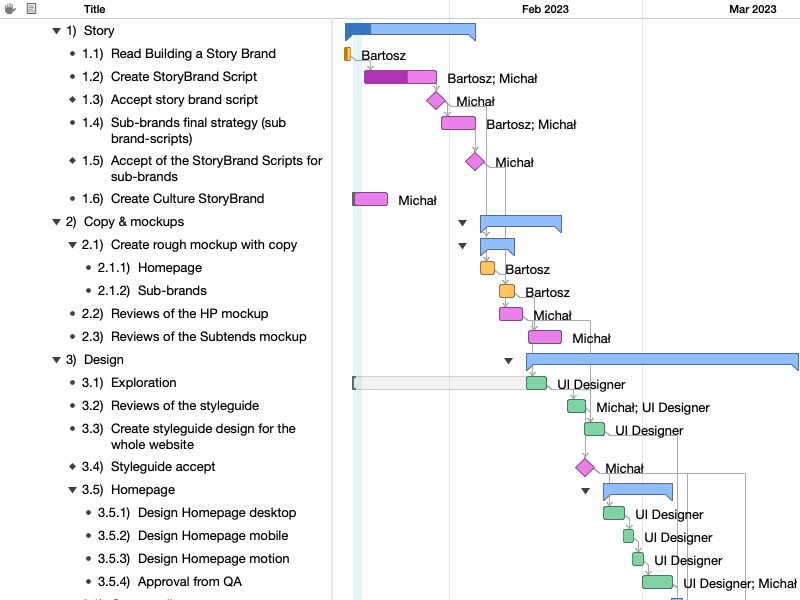 Title Feb 2023 Mar 2023
1) Story
1.1) Read Building a Story Brand Bartosz
1.2) Create StoryBrand Script Bartosz; Michał
1.3) Accept story brand script Michał
1.4) Sub-brands final strategy (sub Bartosz; Michał
brand-scripts)
1.5) Accept of the StoryBrand Scripts for Michał
sub-brands
1.6) Create Culture StoryBrand Michał
2) Copy & mockups
2.1) Create rough mockup with copy
2.1.1) Homepage Bartosz
2.1.2) Sub-brands Bartosz
2.2) Reviews of the HP mockup Michał
2.3) Reviews of the Subtends mockup Michał
3) Design
3.1) Exploration UI Designer
3.2) Reviews of the styleguide Michał; UI Designer
3.3) Create styleguide design for the UI Designer
whole website
3.4) Styleguide accept Michał
3.5) Homepage
3.5.1) Design Homepage desktop UI Designer
3.5.2) Design Homepage mobile UI Designer
3.5.3) Design Homepage motion UI Designer
3.5.4) Approval from QA UI Designer; Michał